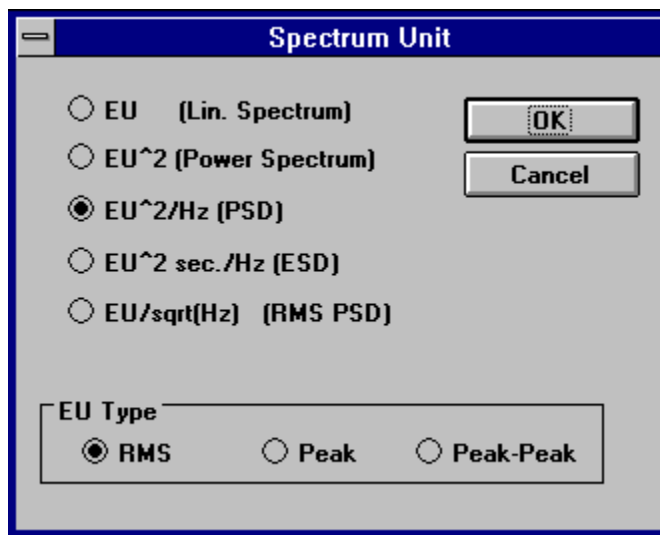 Spectrum Unit
EU (Lin. Spectrum)
EU^2 (Power Spectrum)
EU^2/Hz (PSD)
EU^2 sec./Hz (ESD)
EU/sqrt(Hz) (RMS PSD)
OK
Cancel
EU Type
RMS Peak Peak-Peak